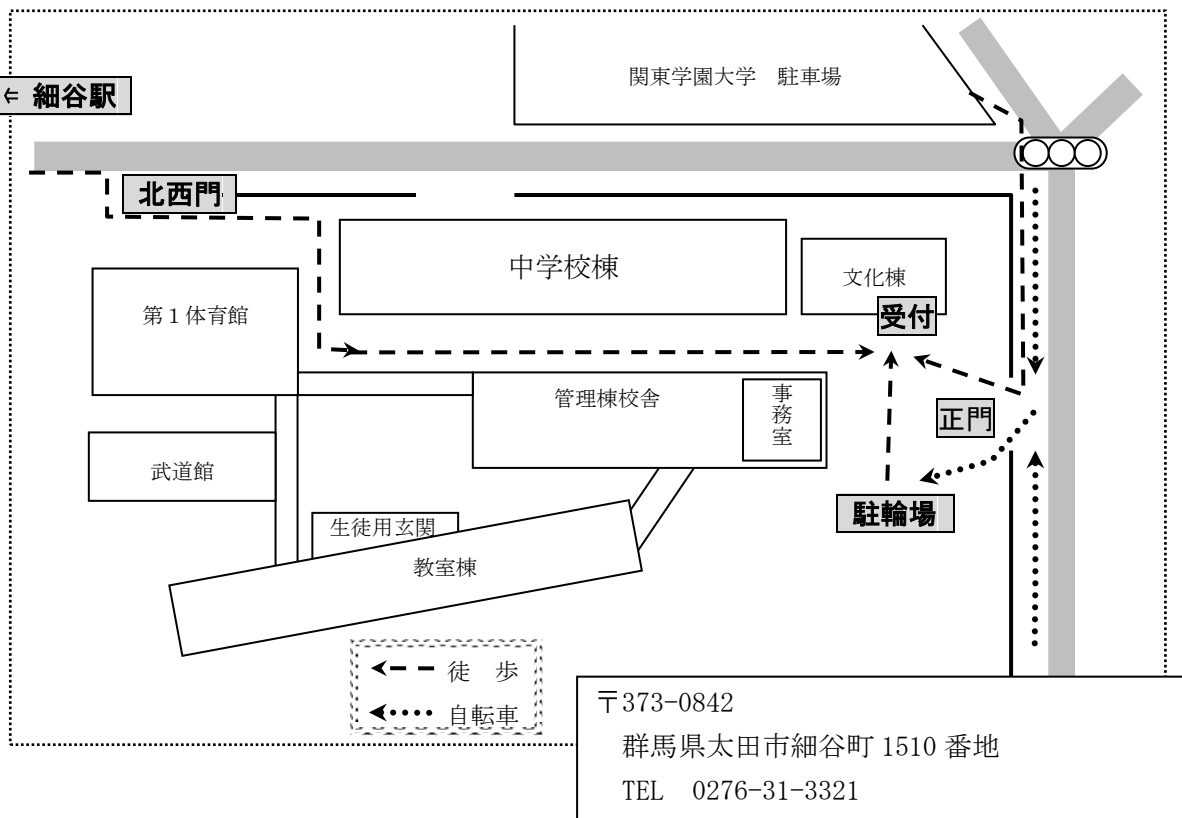 関東学園大学　駐車場
⇐ 細谷駅
北西門
中学校棟
文化棟
受付
第１体育館
管理棟校舎
事務室
正門
武道館
駐輪場
生徒用玄関
教室棟
徒　歩
自転車
〒373-0842
群馬県太田市細谷町 1510 番地
TEL　0276-31-3321